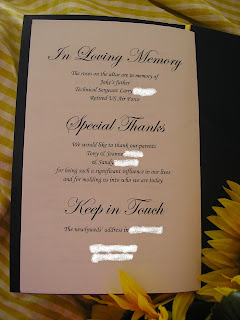 In Loving Memory
The roses on the altar are in memory of
Jake's father
Technical Sergeant Larry
Retired US Air Force
Special Thanks
We would like to thank our parents
Tony & Jeanne
& Sandy
for being such a significant influence in our lives
and for molding us into who we are today.
Keep in Touch
The newlyweds' address is